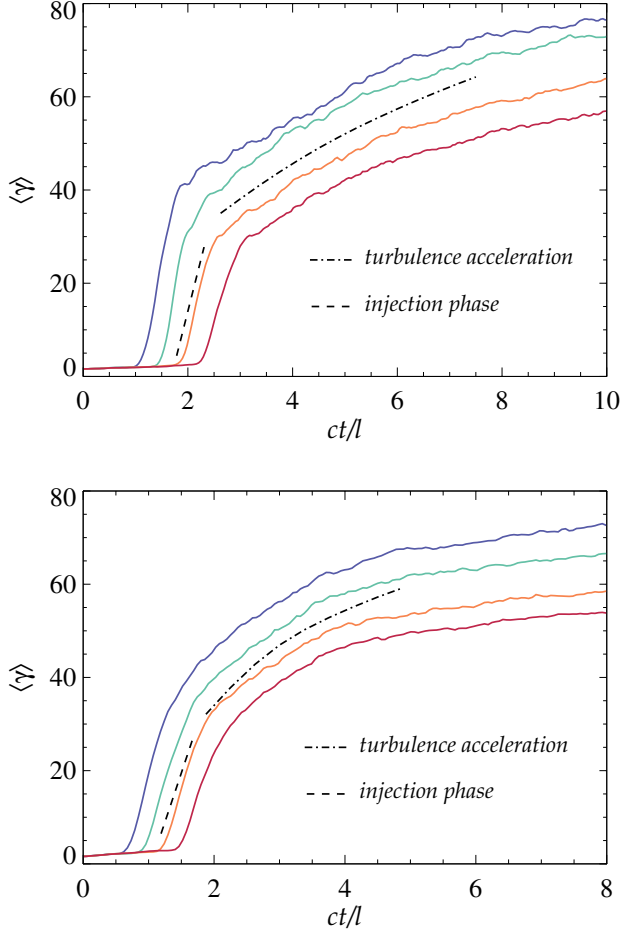 80
60
40
20
0
⟨γ⟩
turbulence acceleration
injection phase
0 2 4 6 8 10
ct/l
80
60
40
20
0
⟨γ⟩
turbulence acceleration
injection phase
0 2 4 6 8
ct/l